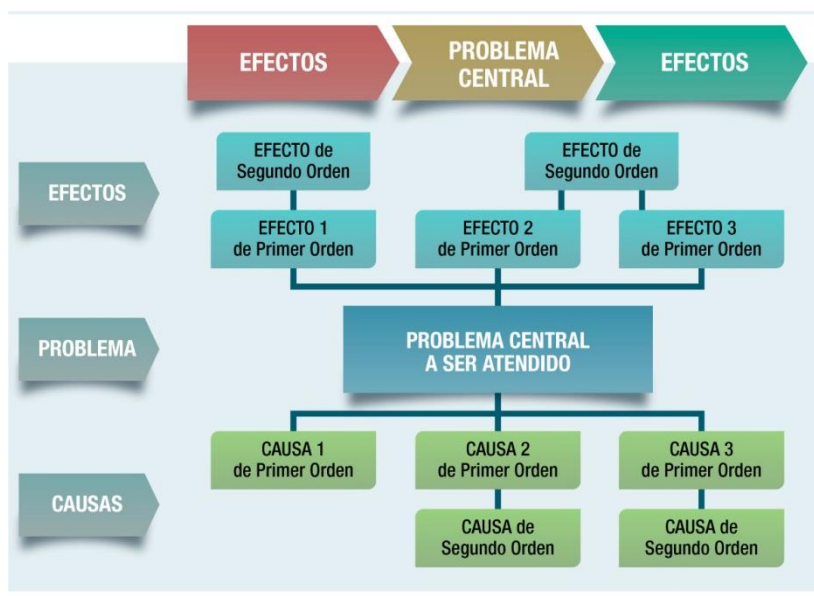 EFECTOS
PROBLEMA
CENTRAL
EFECTOS
EFECTOS
EFECTO de
Segundo Orden
EFECTO de
Segundo Orden
EFECTO 1
de Primer Orden
EFECTO 2
de Primer Orden
EFECTO 3
de Primer Orden
PROBLEMA
PROBLEMA CENTRAL
A SER ATENDIDO
CAUSAS
CAUSA 1
de Primer Orden
CAUSA 2
de Primer Orden
CAUSA 3
de Primer Orden
CAUSA de
Segundo Orden
CAUSA de
Segundo Orden